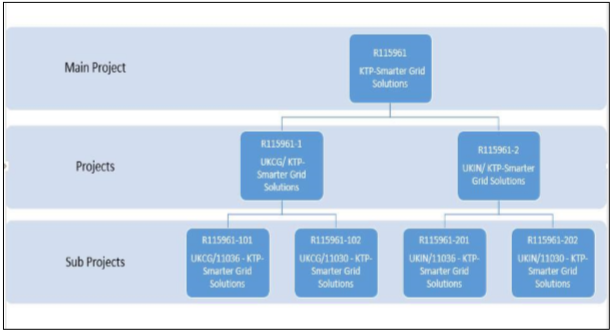 Main Project
R115961
KTP-Smarter Grid
Solutions
Projects
R115961-1
UKCG/ KTP-
Smarter Grid
Solutions
R115961-2
UKIN/ KTP-Smarter
Grid Solutions
Sub Projects
R115961-101
UKCG/11036 - KTP-
Smarter Grid
Solutions
R115961-102
UKCG/11030 - KTP-
Smarter Grid
Solutions
R115961-201
UKIN/11036 - KTP-
Smarter Grid
Solutions
R115961-202
UKIN/11030 - KTP-
Smarter Grid
Solutions